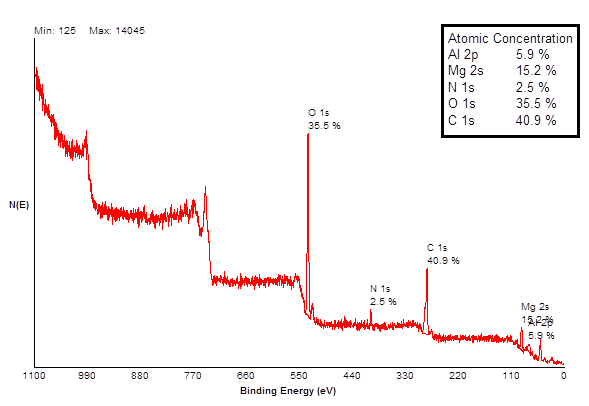 Min: 125 Max: 14045
Atomic Concentration
Al 2p 5.9 %
Mg 2s 15.2 %
N 1s 2.5 %
O 1s 35.5 %
C 1s 40.9 %
O 1s
35.5 %
C 1s
40.9 %
N 1s
2.5 %
Mg 2s
15.2 %
Al 2p
5.9 %
N(E)
1100 990 880 770 660 550 440 330 220 110 0
Binding Energy (eV)